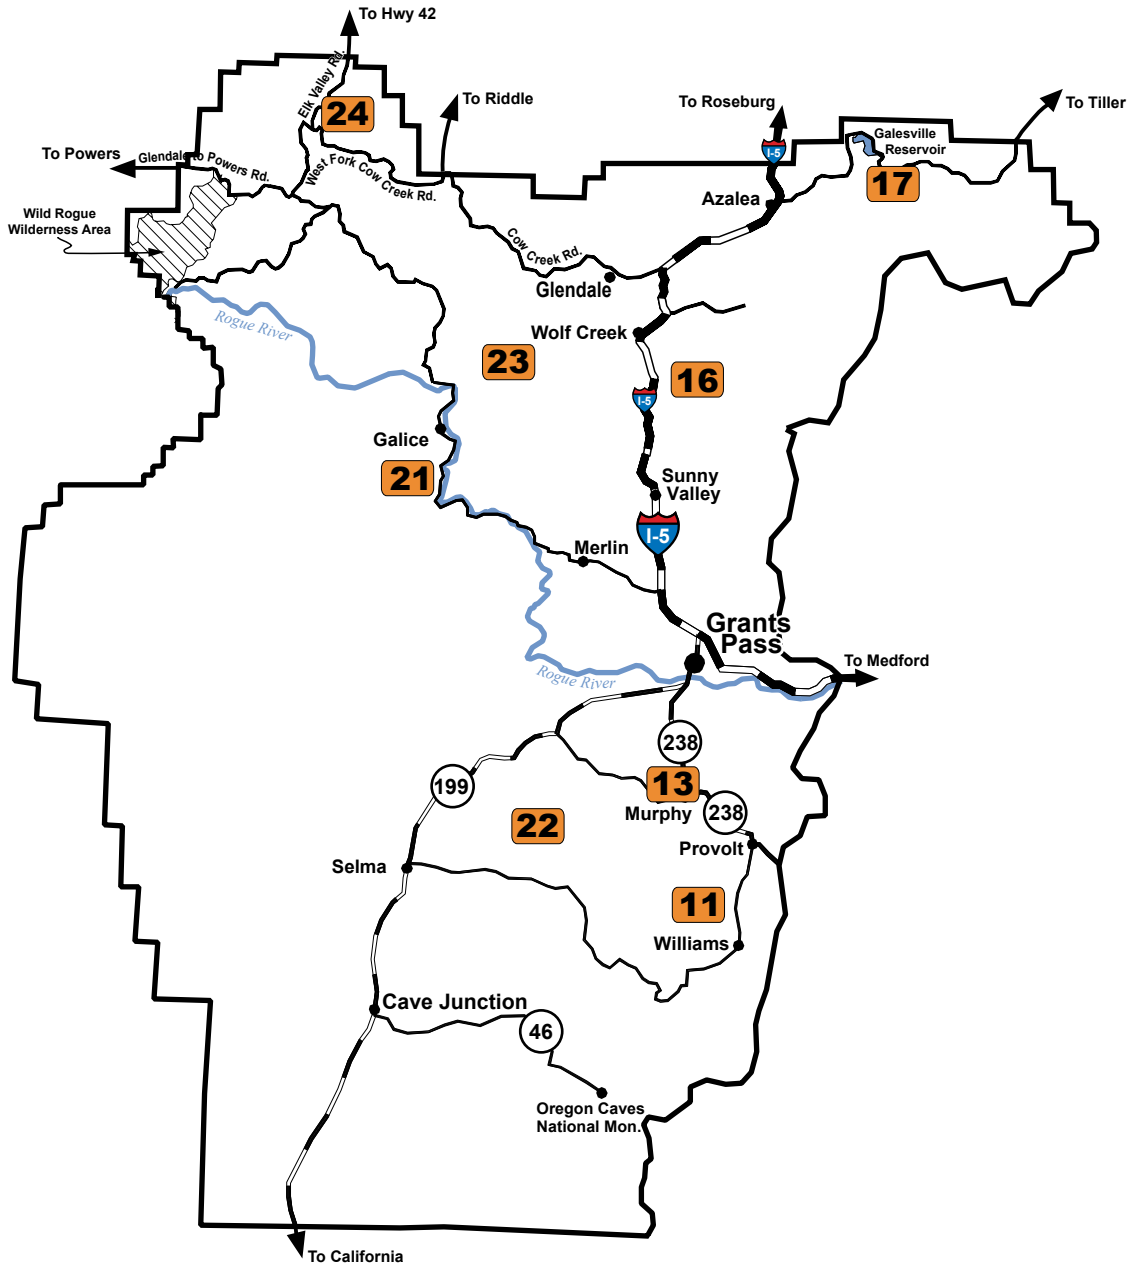 To Hwy 42
Elk Valley Rd.
24
To Riddle
To Roseburg
I-5
To Tiller
Galesville
Reservoir
17
To Powers
Glendale to Powers Rd.
West Fork Cow Creek Rd.
Azalea
Wild Rogue
Wilderness Area
Cow Creek Rd.
Glendale
Rogue River
Wolf Creek
23
16
I-5
Galice
21
Sunny
Valley
I-5
Merlin
Grants
Pass
To Medford
Rogue River
238
199
13
Murphy
238
22
Provolt
Selma
11
Williams
Cave Junction
46
Oregon Caves
National Mon.
To California